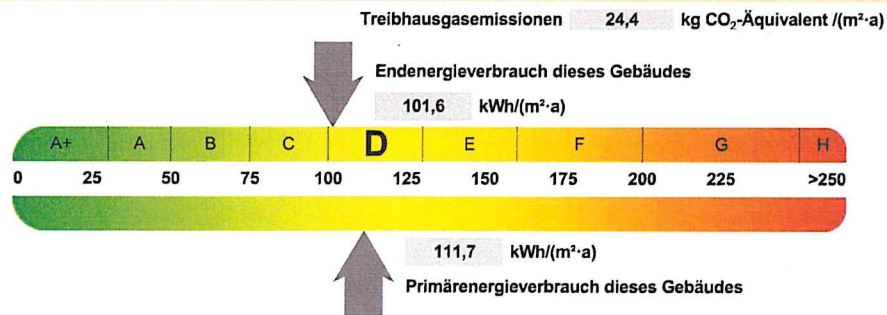 Treibhausgasemissionen 24,4 kg CO₂-Äquivalent /(m²·a)
Endenergieverbrauch dieses Gebäudes
101,6 kWh/(m²·a)
A+ A B C D E F G H
0 25 50 75 100 125 150 175 200 225 >250
111,7 kWh/(m²·a)
Primärenergieverbrauch dieses Gebäudes